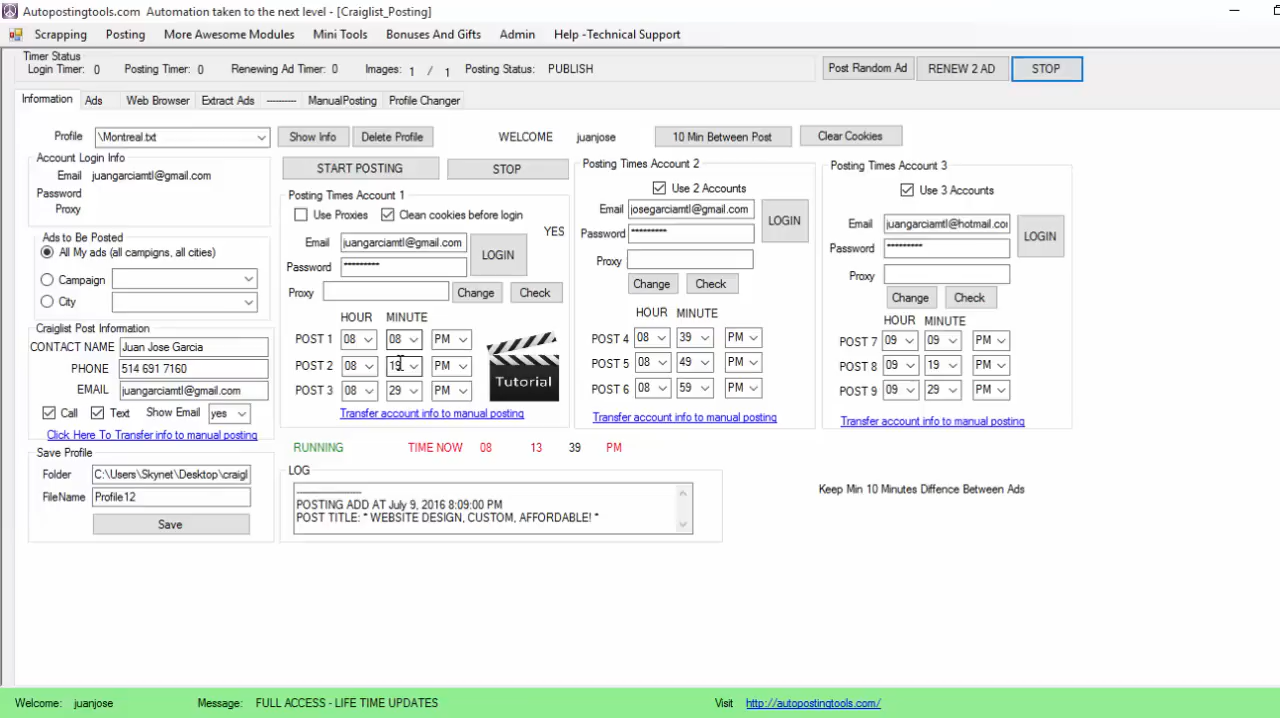 Autopostingtools.com Automation taken to the next level - [Craiglist_Posting]
Scrapping Posting More Awesome Modules Mini Tools Bonuses And Gifts Admin Help -Technical Support
Timer Status
Login Timer: 0 Posting Timer: 0 Renewing Ad Timer: 0 Images: 1 / 1 Posting Status: PUBLISH Post Random Ad RENEW 2 AD STOP
Information Ads Web Browser Extract Ads ---------- ManualPosting Profile Changer
Profile \Montreal.txt Show Info Delete Profile WELCOME juanjose 10 Min Between Post Clear Cookies
Account Login Info
Email juangarciamtl@gmail.com
Password
Proxy
Ads to Be Posted
All My ads (all campigns, all cities)
Campaign
City
Craiglist Post Information
CONTACT NAME Juan Jose Garcia
PHONE 514 691 7160
EMAIL juangarciamtl@gmail.com
Call Text Show Email yes
Click Here To Transfer info to manual posting
Save Profile
Folder C:\Users\Skynet\Desktop\craigl
FileName Profile12
Save
START POSTING STOP
Posting Times Account 1
Use Proxies Clean cookies before login
YES
Email juangarciamtl@gmail.com LOGIN
Password *********
Proxy Change Check
HOUR MINUTE
POST 1 08 08 PM
POST 2 08 19 PM
POST 3 08 29 PM
Tutorial
Transfer account info to manual posting
Posting Times Account 2
Use 2 Accounts
Email josegarciamtl@gmail.com LOGIN
Password *********
Proxy
Change Check
HOUR MINUTE
POST 4 08 39 PM
POST 5 08 49 PM
POST 6 08 59 PM
Transfer account info to manual posting
Posting Times Account 3
Use 3 Accounts
Email juangarciamtl@hotmail.co LOGIN
Password *********
Proxy
Change Check
HOUR MINUTE
POST 7 09 09 PM
POST 8 09 19 PM
POST 9 09 29 PM
Transfer account info to manual posting
RUNNING TIME NOW 08 13 39 PM
LOG
POSTING ADD AT July 9, 2016 8:09:00 PM
POST TITLE: * WEBSITE DESIGN, CUSTOM, AFFORDABLE! *
Keep Min 10 Minutes Diffence Between Ads
Welcome: juanjose Message: FULL ACCESS - LIFE TIME UPDATES Visit http://autopostingtools.com/